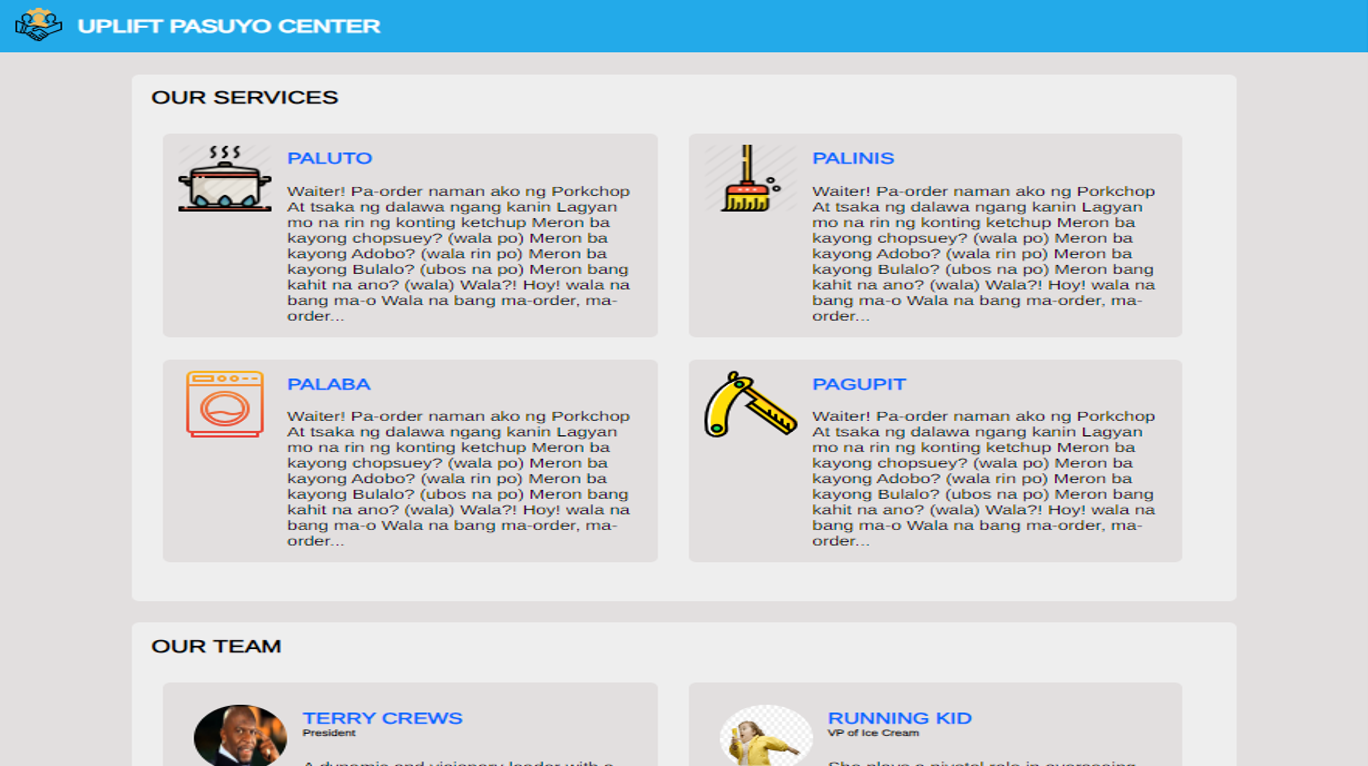 UPLIFT PASUYO CENTER
OUR SERVICES
PALUTO
Waiter! Pa-order naman ako ng Porkchop
At tsaka ng dalawa ngang kanin Lagyan
mo na rin ng konting ketchup Meron ba
kayong chopsuey? (wala po) Meron ba
kayong Adobo? (wala rin po) Meron ba
kayong Bulalo? (ubos na po) Meron bang
kahit na ano? (wala) Wala?! Hoy! wala na
bang ma-o Wala na bang ma-order, ma-
order...
PALINIS
Waiter! Pa-order naman ako ng Porkchop
At tsaka ng dalawa ngang kanin Lagyan
mo na rin ng konting ketchup Meron ba
kayong chopsuey? (wala po) Meron ba
kayong Adobo? (wala rin po) Meron ba
kayong Bulalo? (ubos na po) Meron bang
kahit na ano? (wala) Wala?! Hoy! wala na
bang ma-o Wala na bang ma-order, ma-
order...
PALABA
Waiter! Pa-order naman ako ng Porkchop
At tsaka ng dalawa ngang kanin Lagyan
mo na rin ng konting ketchup Meron ba
kayong chopsuey? (wala po) Meron ba
kayong Adobo? (wala rin po) Meron ba
kayong Bulalo? (ubos na po) Meron bang
kahit na ano? (wala) Wala?! Hoy! wala na
bang ma-o Wala na bang ma-order, ma-
order...
PAGUPIT
Waiter! Pa-order naman ako ng Porkchop
At tsaka ng dalawa ngang kanin Lagyan
mo na rin ng konting ketchup Meron ba
kayong chopsuey? (wala po) Meron ba
kayong Adobo? (wala rin po) Meron ba
kayong Bulalo? (ubos na po) Meron bang
kahit na ano? (wala) Wala?! Hoy! wala na
bang ma-o Wala na bang ma-order, ma-
order...
OUR TEAM
TERRY CREWS
President
A dynamic and visionary leader with a
RUNNING KID
VP of Ice Cream
She plays a pivotal role in overseeing